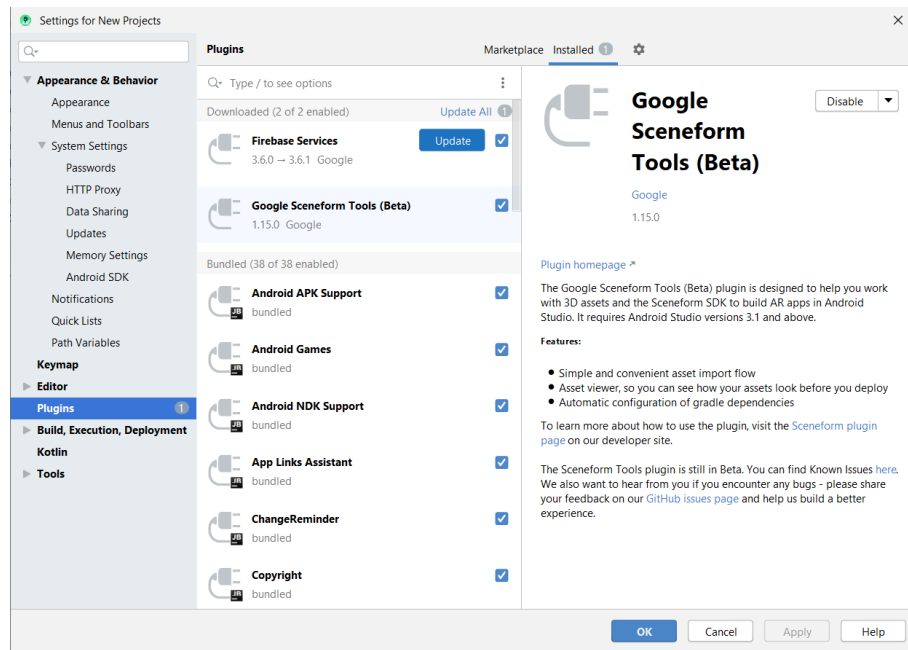 Settings for New Projects
Plugins
Marketplace
Installed 1
Appearance & Behavior
Appearance
Menus and Toolbars
System Settings
Passwords
HTTP Proxy
Data Sharing
Updates
Memory Settings
Android SDK
Notifications
Quick Lists
Path Variables
Keymap
Editor
Plugins 1
Build, Execution, Deployment
Kotlin
Tools
Type / to see options
Downloaded (2 of 2 enabled) Update All 1
Firebase Services
3.6.0 → 3.6.1 Google
Update
Google Sceneform Tools (Beta)
1.15.0 Google
Bundled (38 of 38 enabled)
Android APK Support
JB bundled
Android Games
JB bundled
Android NDK Support
JB bundled
App Links Assistant
JB bundled
ChangeReminder
JB bundled
Copyright
JB bundled
Google
Sceneform
Tools (Beta)
Disable
Google
1.15.0
Plugin homepage ↗
The Google Sceneform Tools (Beta) plugin is designed to help you work
with 3D assets and the Sceneform SDK to build AR apps in Android
Studio. It requires Android Studio versions 3.1 and above.
Features:
• Simple and convenient asset import flow
• Asset viewer, so you can see how your assets look before you deploy
• Automatic configuration of gradle dependencies
To learn more about how to use the plugin, visit the Sceneform plugin
page on our developer site.
The Sceneform Tools plugin is still in Beta. You can find Known Issues here.
We also want to hear from you if you encounter any bugs - please share
your feedback on our GitHub issues page and help us build a better
experience.
OK
Cancel
Apply
Help